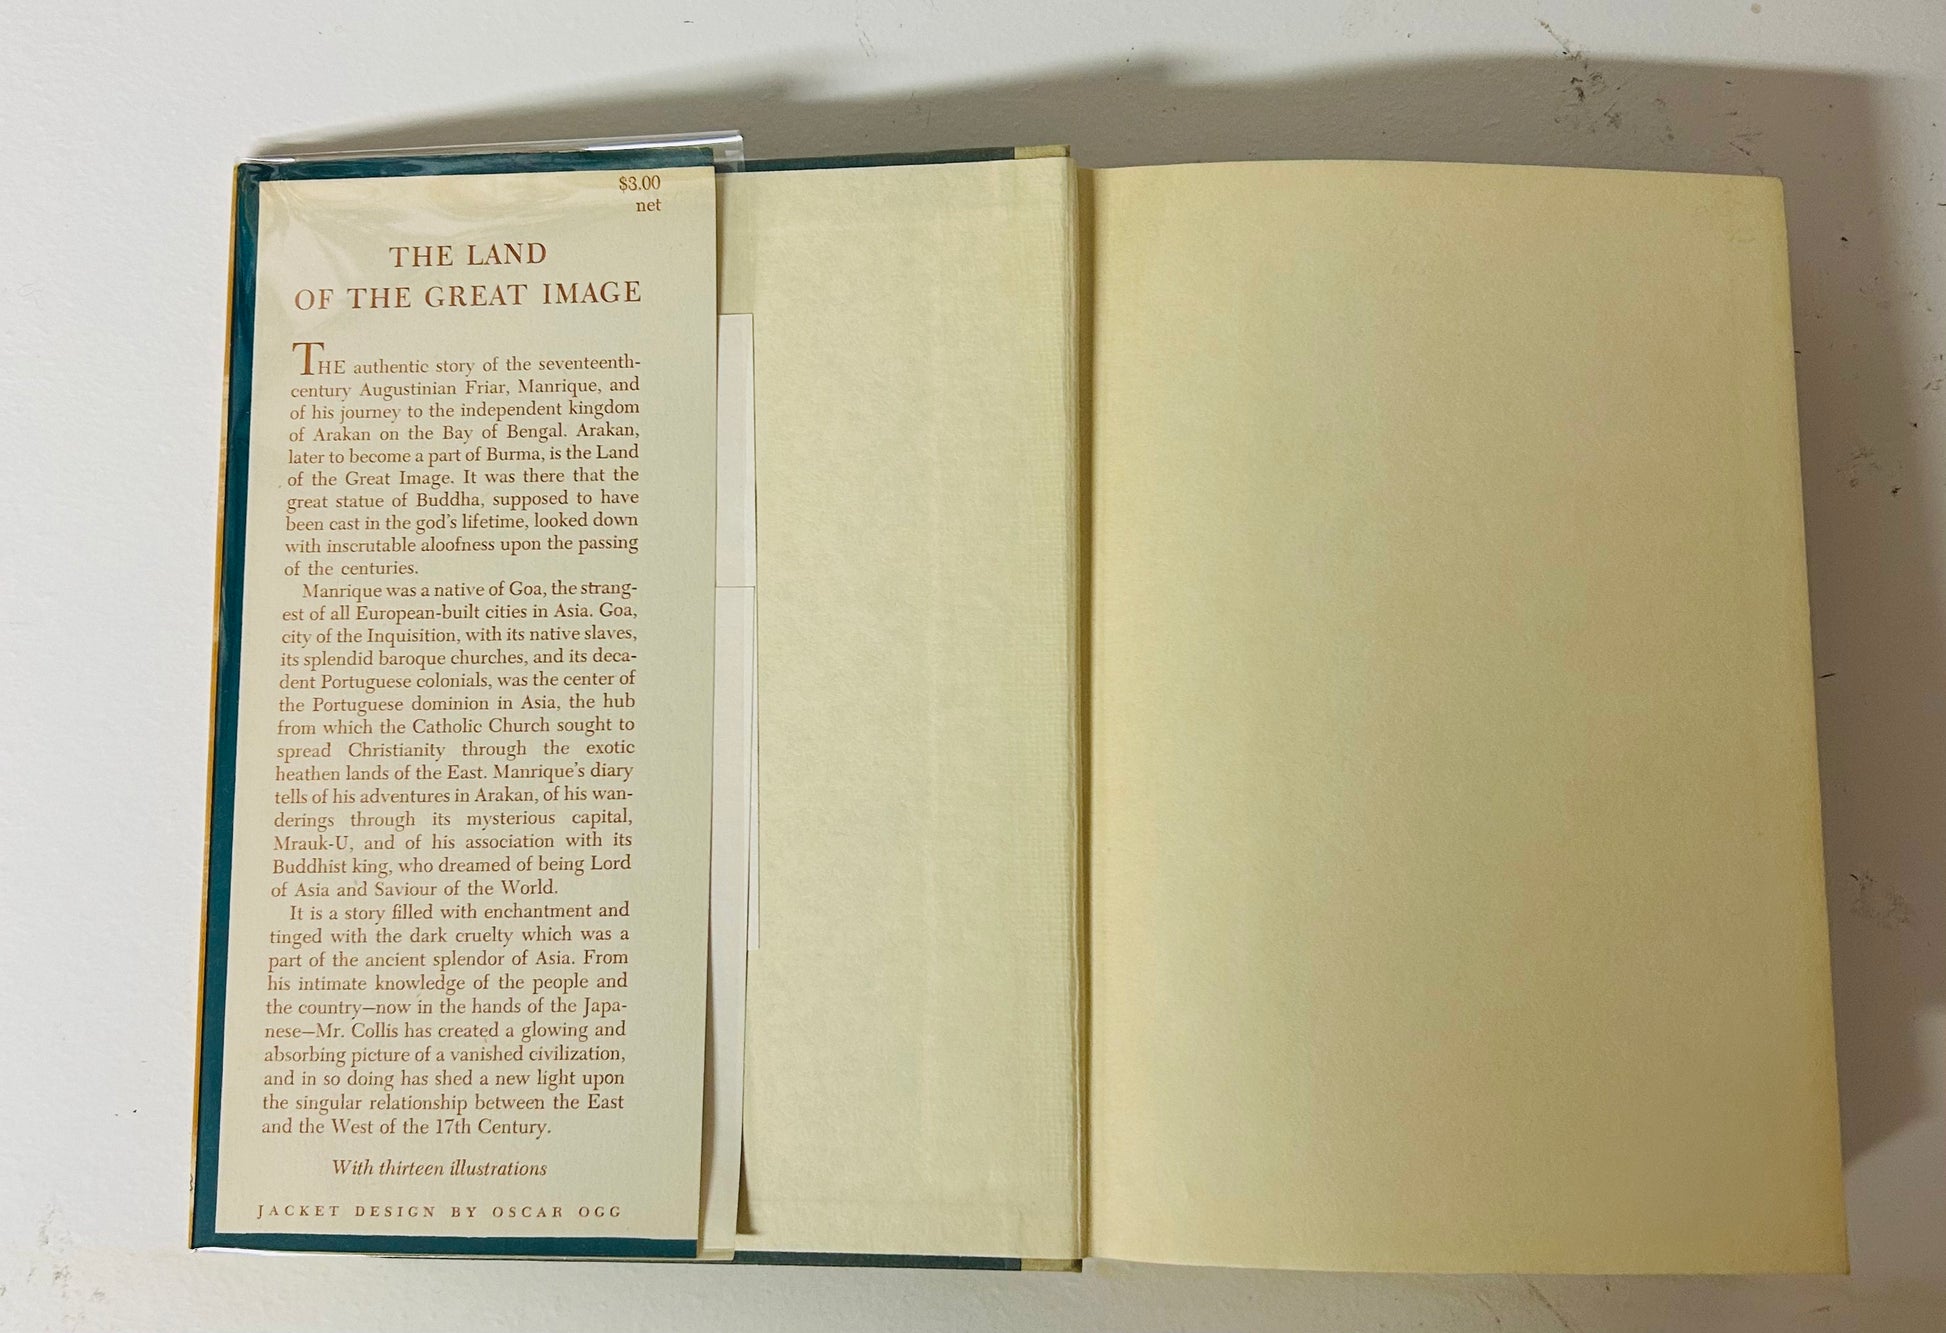 $3.00
net
THE LAND
OF THE GREAT IMAGE
THE authentic story of the seventeenth-
century Augustinian Friar, Manrique, and
of his journey to the independent kingdom
of Arakan on the Bay of Bengal. Arakan,
later to become a part of Burma, is the Land
of the Great Image. It was there that the
great statue of Buddha, supposed to have
been cast in the god's lifetime, looked down
with inscrutable aloofness upon the passing
of the centuries.
Manrique was a native of Goa, the strang-
est of all European-built cities in Asia. Goa,
city of the Inquisition, with its native slaves,
its splendid baroque churches, and its deca-
dent Portuguese colonials, was the center of
the Portuguese dominion in Asia, the hub
from which the Catholic Church sought to
spread Christianity through the exotic
heathen lands of the East. Manrique's diary
tells of his adventures in Arakan, of his wan-
derings through its mysterious capital,
Mrauk-U, and of his association with its
Buddhist king, who dreamed of being Lord
of Asia and Saviour of the World.
It is a story filled with enchantment and
tinged with the dark cruelty which was a
part of the ancient splendor of Asia. From
his intimate knowledge of the people and
the country—now in the hands of the Japa-
nese—Mr. Collis has created a glowing and
absorbing picture of a vanished civilization,
and in so doing has shed a new light upon
the singular relationship between the East
and the West of the 17th Century.
With thirteen illustrations
JACKET DESIGN BY OSCAR OGG